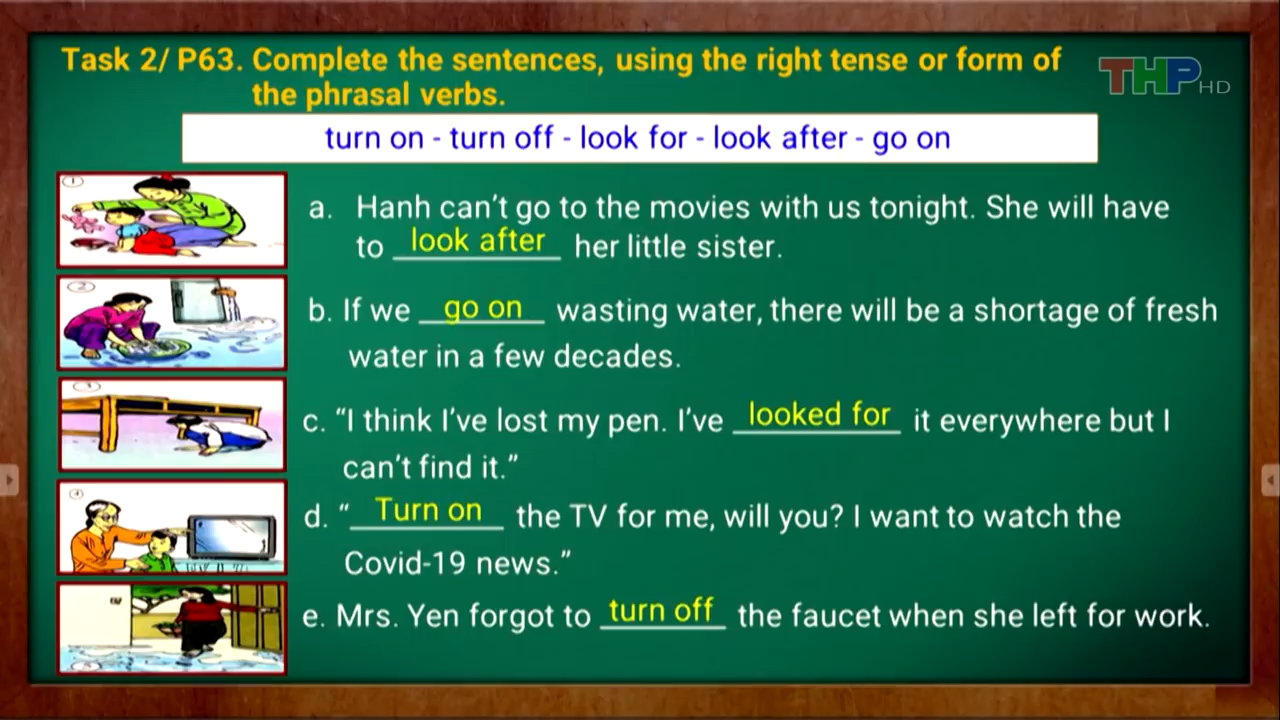 Task 2/ P63. Complete the sentences, using the right tense or form of
the phrasal verbs.
THP HD
turn on - turn off - look for - look after - go on
1
a. Hanh can't go to the movies with us tonight. She will have
to look after her little sister.
2
b. If we go on wasting water, there will be a shortage of fresh
water in a few decades.
c. “I think I've lost my pen. I've looked for it everywhere but I
can't find it.”
4
d. “Turn on the TV for me, will you? I want to watch the
Covid-19 news.”
e. Mrs. Yen forgot to turn off the faucet when she left for work.